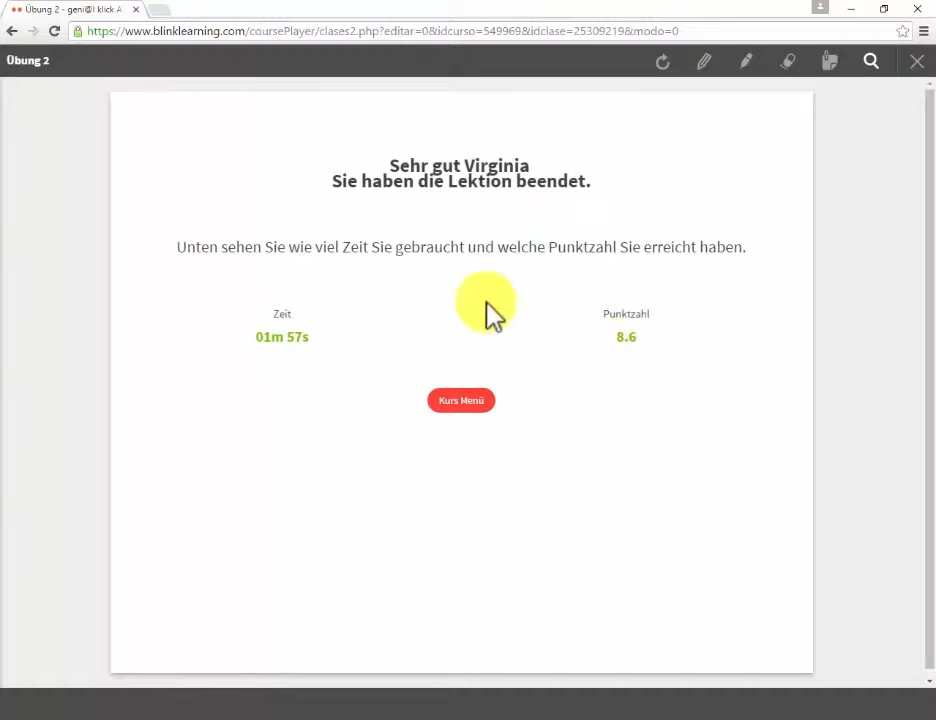 Übung 2 - geni@l klick A
https://www.blinklearning.com/coursePlayer/clases2.php?editar=0&idcurso=549969&idclase=25309219&modo=0
Übung 2
Sehr gut Virginia
Sie haben die Lektion beendet.
Unten sehen Sie wie viel Zeit Sie gebraucht und welche Punktzahl Sie erreicht haben.
Zeit
Punktzahl
01m 57s
8.6
Kurs Menü